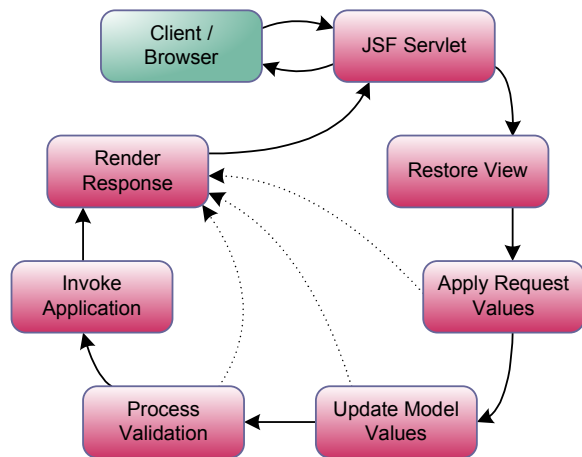 Client /
Browser
JSF Servlet
Render
Response
Restore View
Invoke
Application
Apply Request
Values
Process
Validation
Update Model
Values